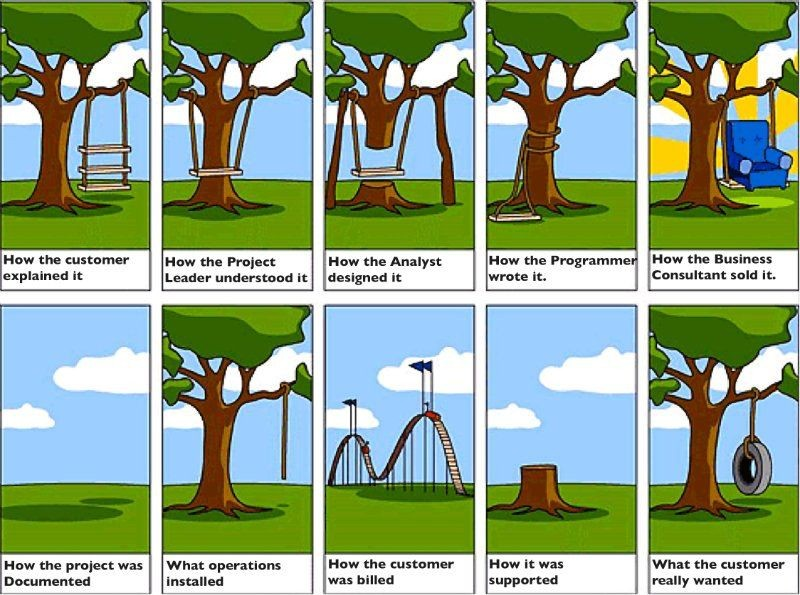 How the customer
explained it
How the Project
Leader understood it
How the Analyst
designed it
How the Programmer
wrote it.
How the Business
Consultant sold it.
How the project was
Documented
What operations
installed
How the customer
was billed
How it was
supported
What the customer
really wanted